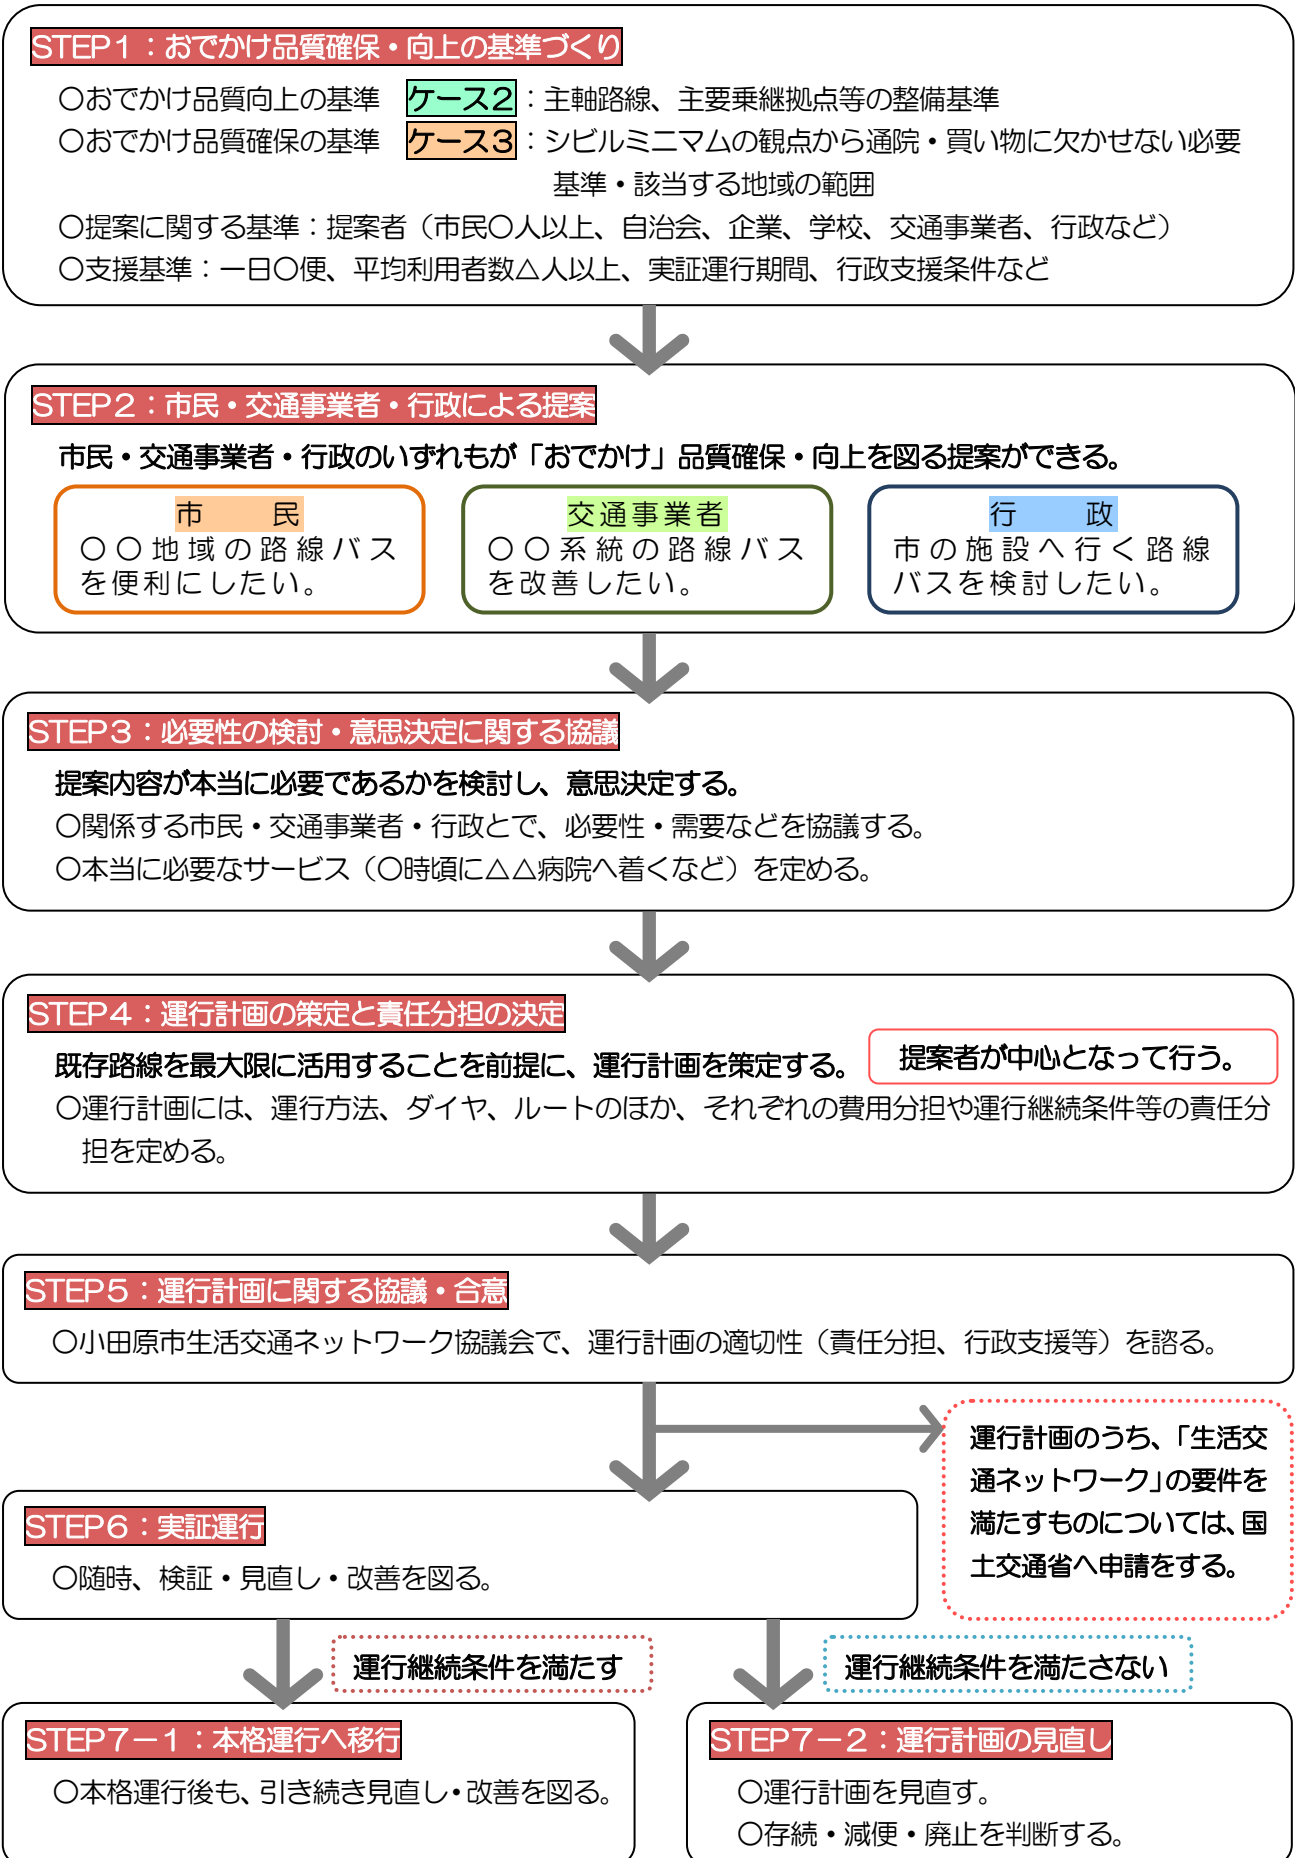 STEP1：おでかけ品質確保・向上の基準づくり
○おでかけ品質向上の基準　ケース2：主軸路線、主要乗継拠点等の整備基準
○おでかけ品質確保の基準　ケース3：シビルミニマムの観点から通院・買い物に欠かせない必要
基準・該当する地域の範囲
○提案に関する基準：提案者（市民○人以上、自治会、企業、学校、交通事業者、行政など）
○支援基準：一日○便、平均利用者数△人以上、実証運行期間、行政支援条件など
STEP2：市民・交通事業者・行政による提案
市民・交通事業者・行政のいずれもが「おでかけ」品質確保・向上を図る提案ができる。
市　　民
○○地域の路線バス
を便利にしたい。
交通事業者
○○系統の路線バス
を改善したい。
行　　政
市の施設へ行く路線
バスを検討したい。
STEP3：必要性の検討・意思決定に関する協議
提案内容が本当に必要であるかを検討し、意思決定する。
○関係する市民・交通事業者・行政とで、必要性・需要などを協議する。
○本当に必要なサービス（○時頃に△△病院へ着くなど）を定める。
STEP4：運行計画の策定と責任分担の決定
既存路線を最大限に活用することを前提に、運行計画を策定する。
提案者が中心となって行う。
○運行計画には、運行方法、ダイヤ、ルートのほか、それぞれの費用分担や運行継続条件等の責任分
担を定める。
STEP5：運行計画に関する協議・合意
○小田原市生活交通ネットワーク協議会で、運行計画の適切性（責任分担、行政支援等）を諮る。
運行計画のうち、「生活交
通ネットワーク」の要件を
満たすものについては、国
土交通省へ申請をする。
STEP6：実証運行
○随時、検証・見直し・改善を図る。
運行継続条件を満たす
運行継続条件を満たさない
STEP7－1：本格運行へ移行
○本格運行後も、引き続き見直し・改善を図る。
STEP7－2：運行計画の見直し
○運行計画を見直す。
○存続・減便・廃止を判断する。